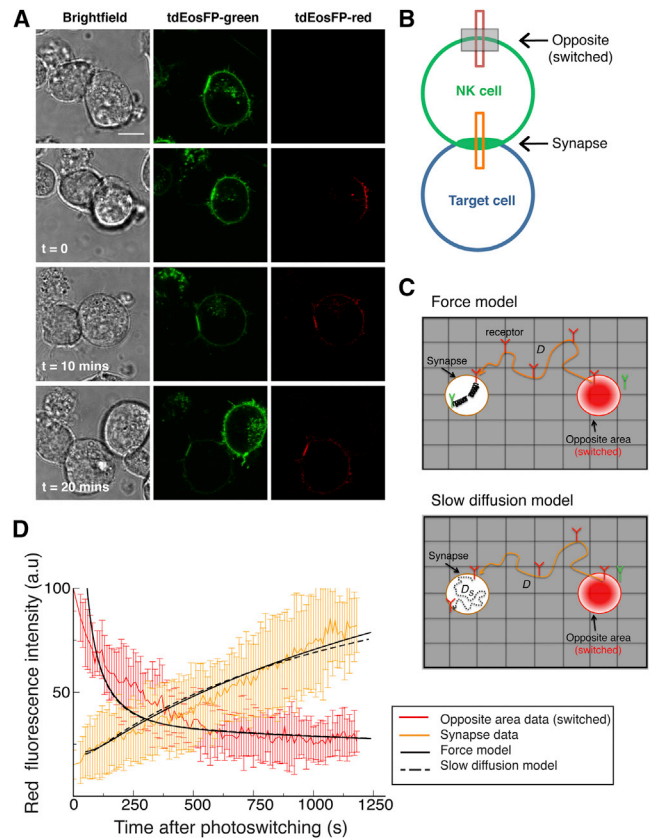 A
Brightfield
tdEosFP-green
tdEosFP-red
t = 0
t = 10 mins
t = 20 mins
B
Opposite
(switched)
NK cell
Synapse
Target cell
C
Force model
receptor
Synapse
D
Opposite area
(switched)
Slow diffusion model
Synapse
Ds
D
Opposite area
(switched)
D
Red fluorescence intensity (a.u)
100
50
0
250
500
750
1000
1250
Time after photoswitching (s)
Opposite area data (switched)
Synapse data
Force model
Slow diffusion model